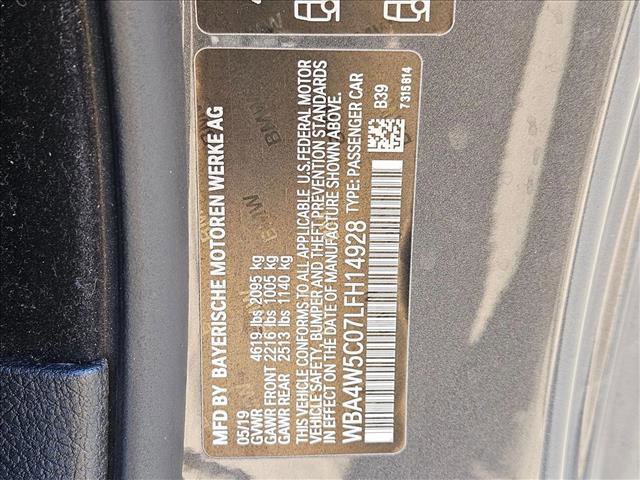 MFD BY BAYERISCHE MOTOREN WERKE AG
05/19
GVWR 4619 lbs 2095 kg
GAWR FRONT 2216 lbs 1005 kg
GAWR REAR 2513 lbs 1140 kg
THIS VEHICLE CONFORMS TO ALL APPLICABLE U.S.FEDERAL MOTOR
VEHICLE SAFETY, BUMPER AND THEFT PREVENTION STANDARDS
IN EFFECT ON THE DATE OF MANUFACTURE SHOWN ABOVE.
WBA4W5C07LFH14928 TYPE: PASSENGER CAR
B39
7 315 814